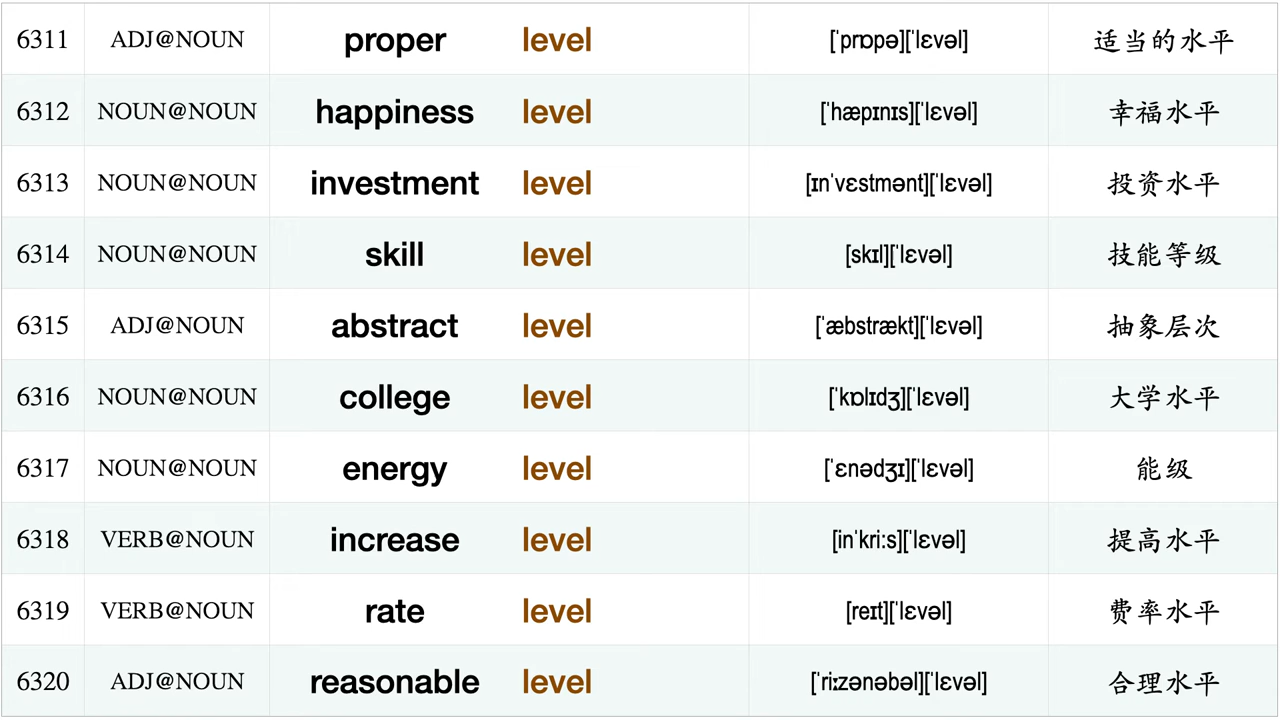 6311 ADJ@NOUN proper level [ˈprɒpə][ˈlɛvəl] 适当的水平
6312 NOUN@NOUN happiness level [ˈhæpɪnɪs][ˈlɛvəl] 幸福水平
6313 NOUN@NOUN investment level [ɪnˈvɛstmənt][ˈlɛvəl] 投资水平
6314 NOUN@NOUN skill level [skɪl][ˈlɛvəl] 技能等级
6315 ADJ@NOUN abstract level [ˈæbstrækt][ˈlɛvəl] 抽象层次
6316 NOUN@NOUN college level [ˈkɒlɪdʒ][ˈlɛvəl] 大学水平
6317 NOUN@NOUN energy level [ˈɛnədʒɪ][ˈlɛvəl] 能级
6318 VERB@NOUN increase level [inˈkri:s][ˈlɛvəl] 提高水平
6319 VERB@NOUN rate level [reɪt][ˈlɛvəl] 费率水平
6320 ADJ@NOUN reasonable level [ˈriːzənəbəl][ˈlɛvəl] 合理水平